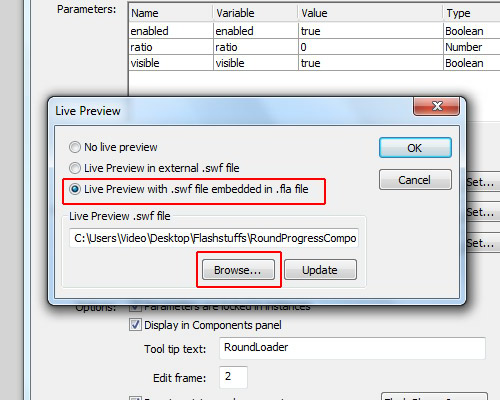 Parameters:
Name Variable Value Type
enabled enabled true Boolean
ratio ratio 0 Number
visible visible true Boolean
Live Preview
No live preview
OK
Live Preview in external .swf file
Cancel
Live Preview with .swf file embedded in .fla file
Set...
Live Preview .swf file
C:\Users\Video\Desktop\Flashstuffs\RoundProgressCompo
Set...
Browse... Update
Options: Parameters are locked in instances
Display in Components panel
Tool tip text: RoundLoader
Edit frame: 2